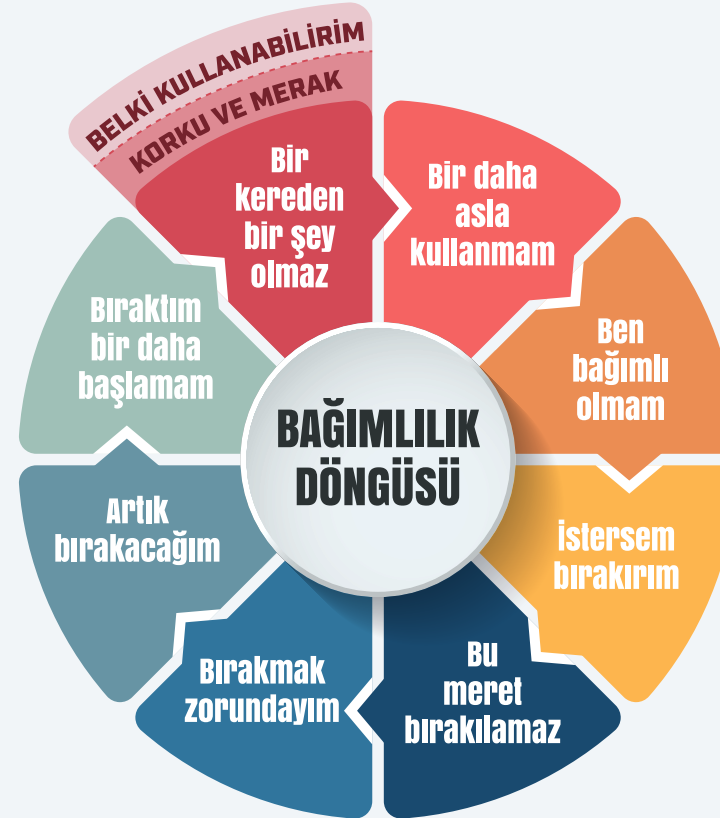 BELKİ KULLANABİLİRİM
KORKU VE MERAK
Bir
kereden
bir şey
olmaz
Bir daha
asla
kullanmam
Ben
bağımlı
olmam
İstersem
bırakırım
Bu
meret
bırakılamaz
Bırakmak
zorundayım
Artık
bırakacağım
Bıraktım
bir daha
başlamam
BAĞIMLILIK
DÖNGÜSÜ